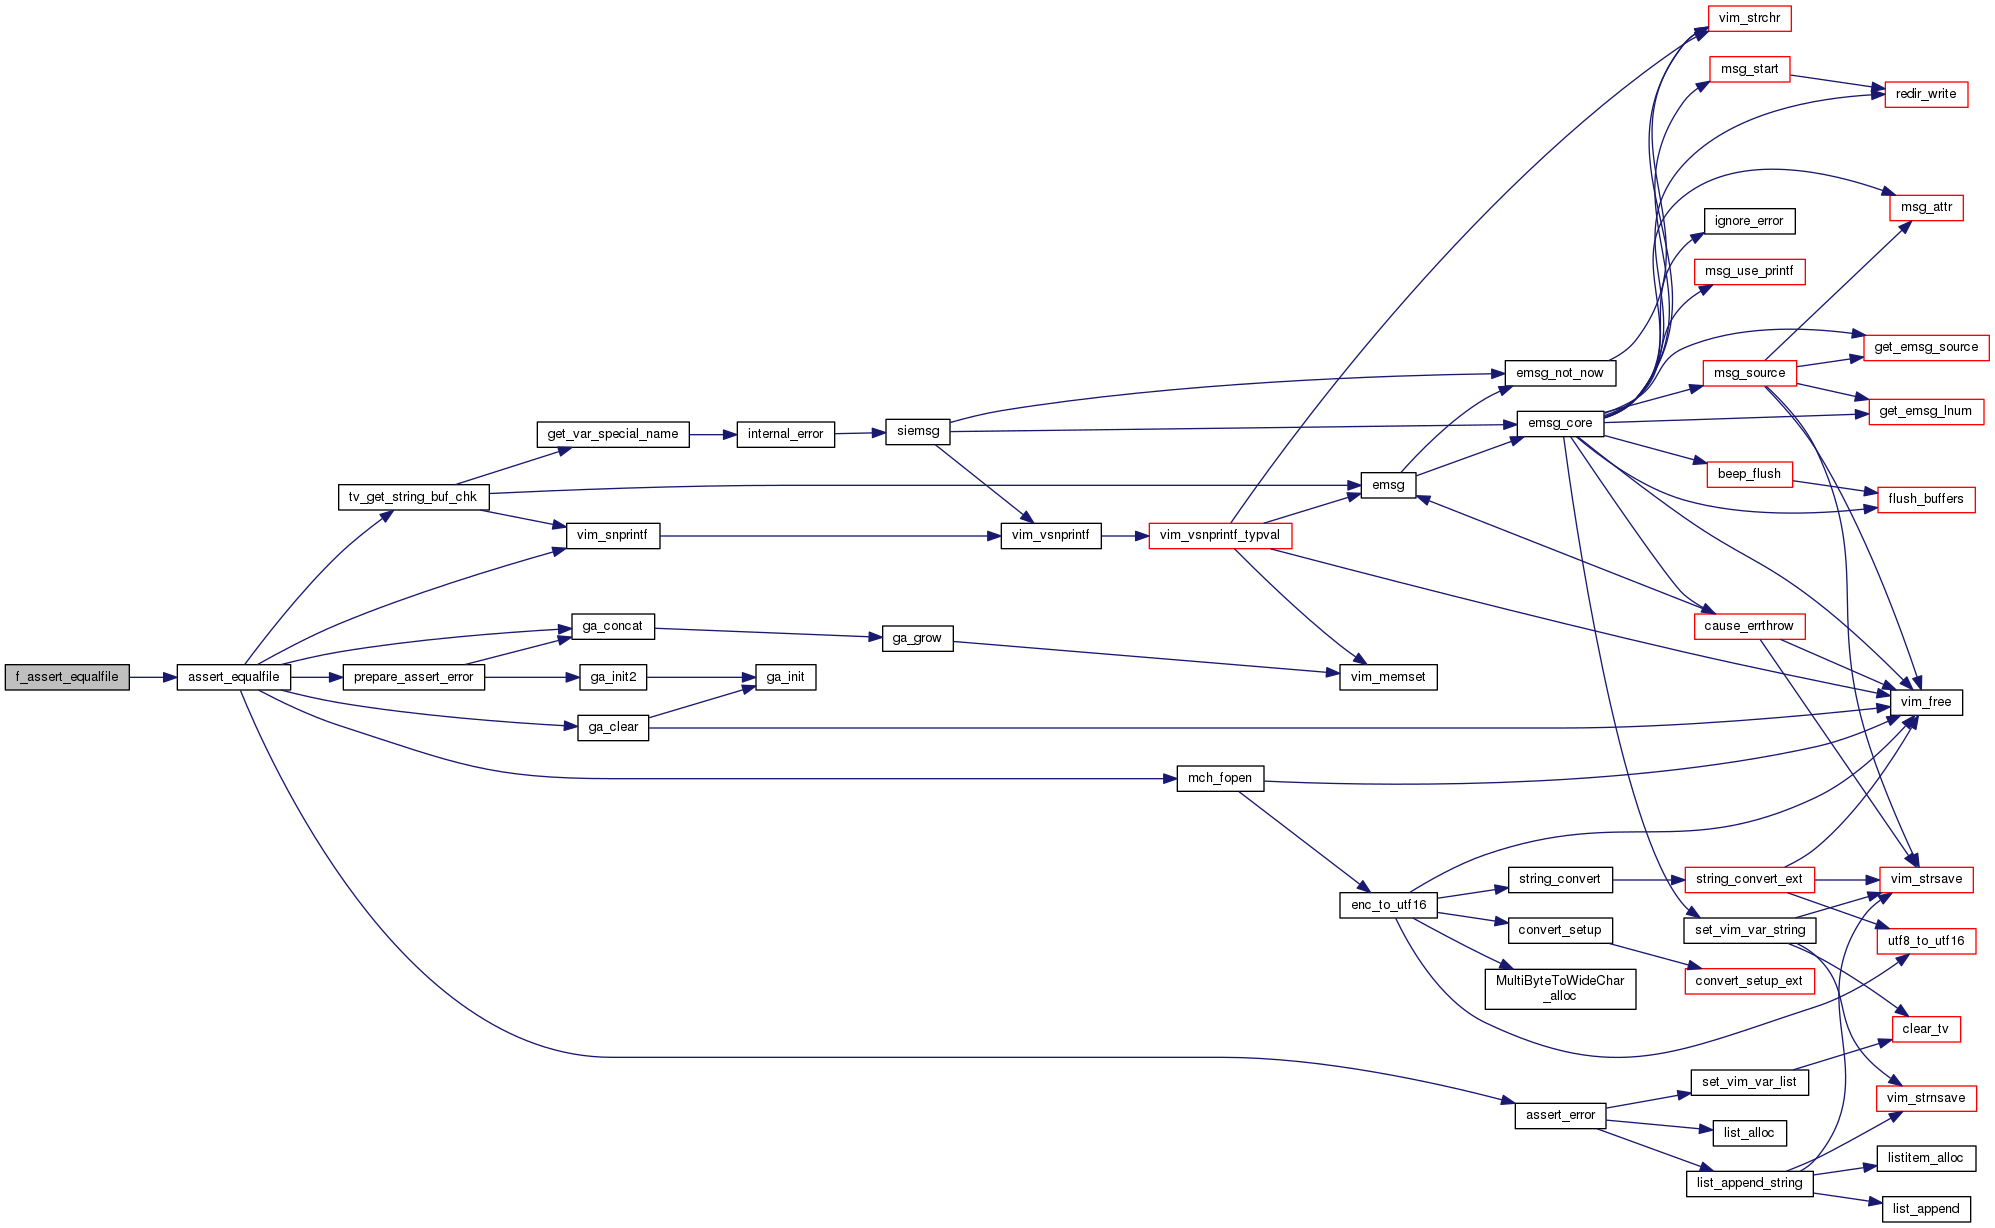 vim_strchr
msg_start
redir_write
msg_attr
ignore_error
msg_use_printf
get_emsg_source
emsg_not_now
msg_source
get_emsg_lnum
emsg_core
siemsg
internal_error
get_var_special_name
beep_flush
emsg
flush_buffers
tv_get_string_buf_chk
vim_snprintf
vim_vsnprintf
vim_vsnprintf_typval
ga_concat
cause_errthrow
ga_grow
f_assert_equalfile
assert_equalfile
prepare_assert_error
ga_init2
ga_init
vim_memset
vim_free
ga_clear
mch_fopen
string_convert
string_convert_ext
vim_strsave
enc_to_utf16
convert_setup
set_vim_var_string
utf8_to_utf16
MultiByteToWideChar
_alloc
convert_setup_ext
clear_tv
set_vim_var_list
vim_strnsave
assert_error
list_alloc
listitem_alloc
list_append_string
list_append